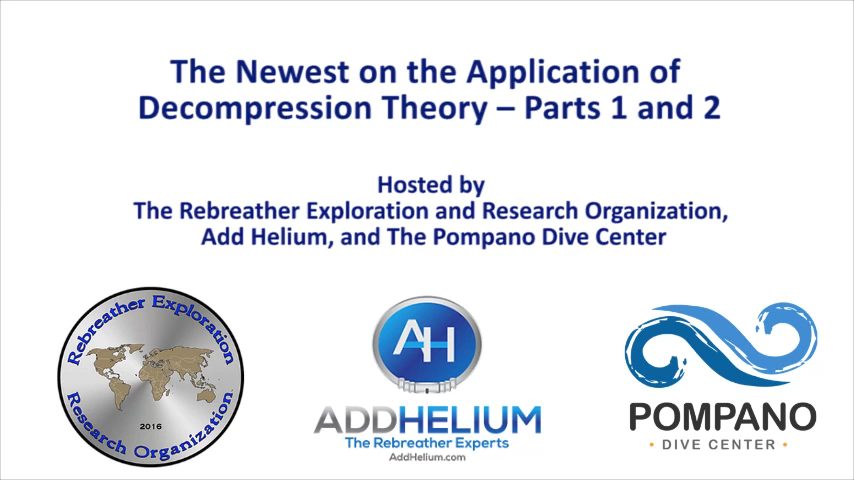 The Newest on the Application of
Decompression Theory – Parts 1 and 2
Hosted by
The Rebreather Exploration and Research Organization,
Add Helium, and The Pompano Dive Center
Rebreather Exploration
2016
Research Organization
AH
ADDHELIUM
The Rebreather Experts
AddHelium.com
POMPANO
• DIVE CENTER •